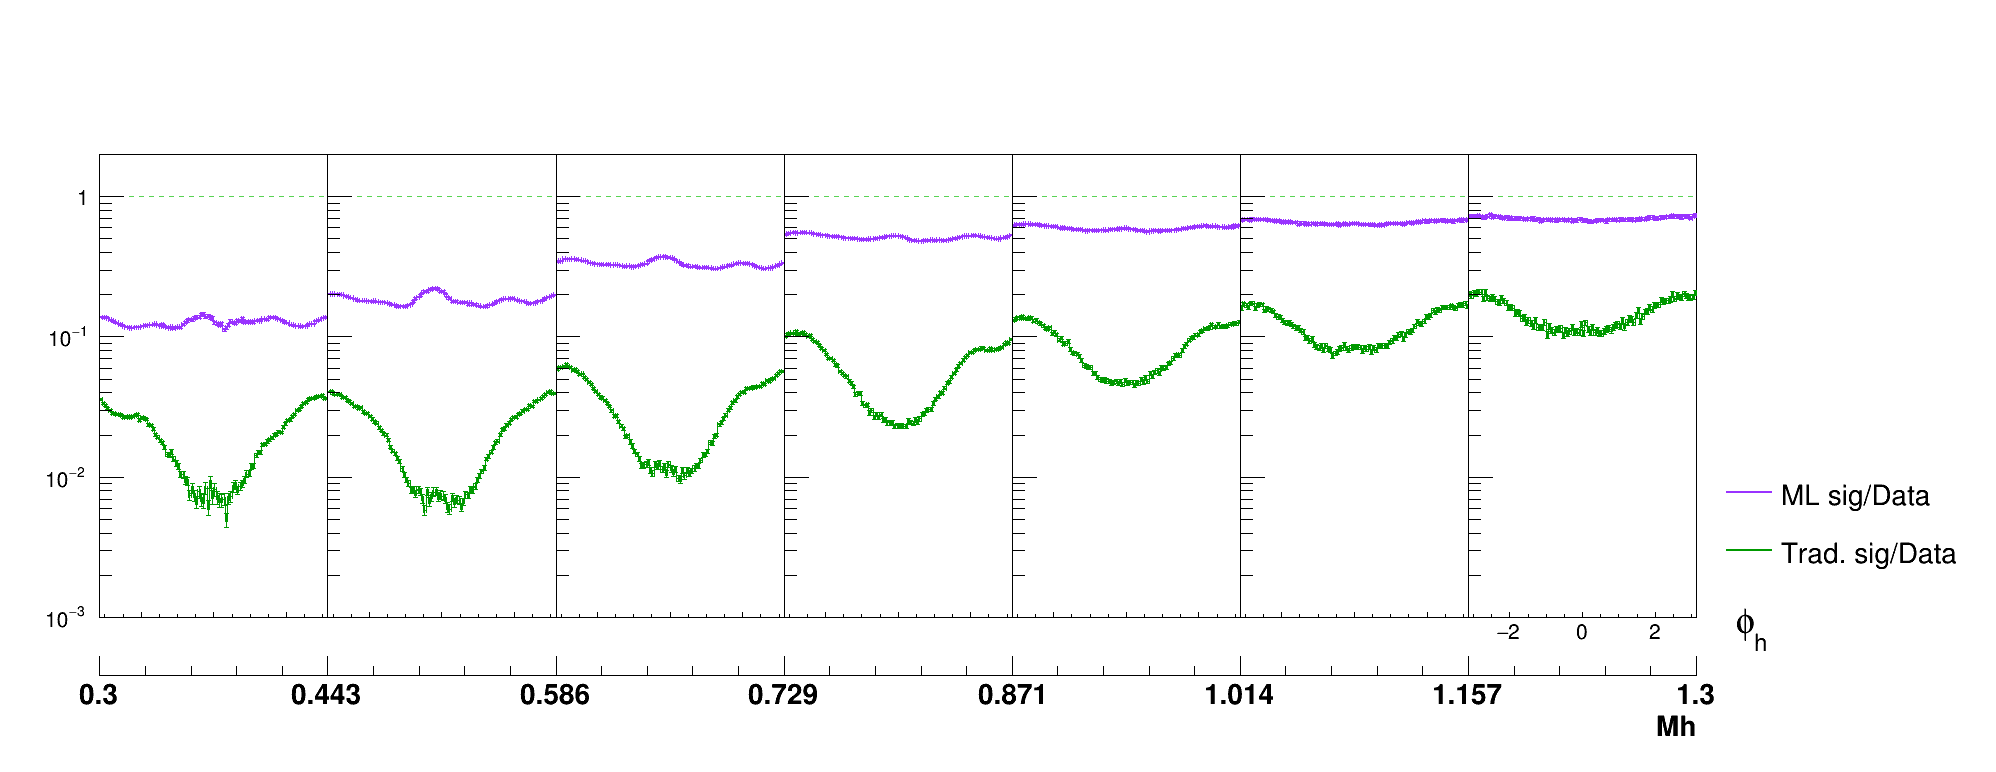 1
10⁻¹
10⁻²
10⁻³
ML sig/Data
Trad. sig/Data
−2 0 2
ϕh
0.3 0.443 0.586 0.729 0.871 1.014 1.157 1.3
Mh